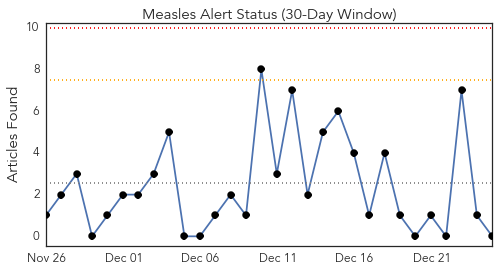 Measles Alert Status (30-Day Window)
Articles Found
10
8
6
4
2
0
Nov 26 Dec 01 Dec 06 Dec 11 Dec 16 Dec 21